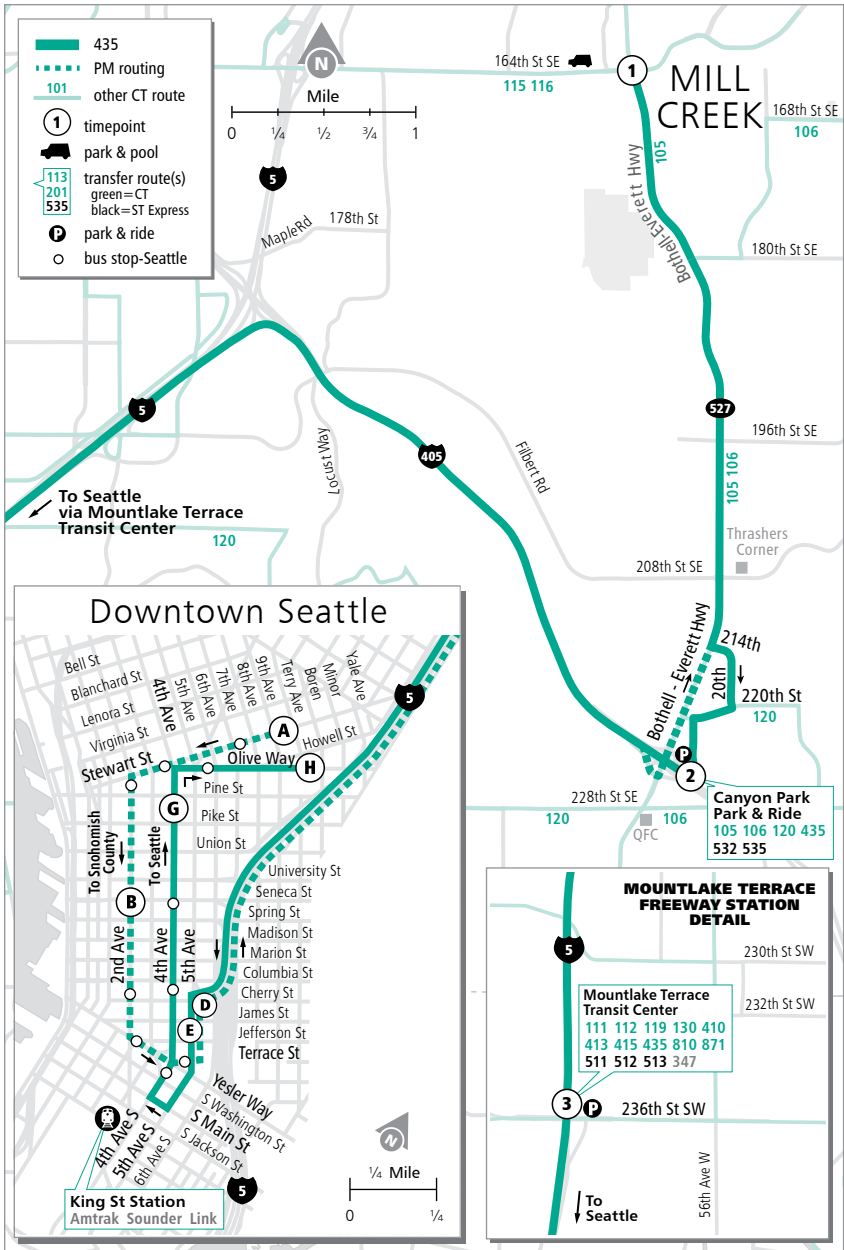 435
PM routing
101
other CT route
1
timepoint
park & pool
113
201
535
transfer route(s)
green=CT
black=ST Express
P
park & ride
bus stop-Seattle
N
Mile
0 ¼ ½ ¾ 1
5
MapleRd
178th St
164th St SE
115 116
1
MILL
CREEK
168th St SE
106
105
Bothell-Everett Hwy
180th St SE
527
196th St SE
105 106
5
405
Locust Way
Filbert Rd
To Seattle
via Mountlake Terrace
Transit Center
120
Thrashers
Corner
208th St SE
Bothell - Everett Hwy
214th
20th
220th St
120
P
2
228th St SE
120
106
QFC
Canyon Park
Park & Ride
105 106 120 435
532 535
Downtown Seattle
Bell St
Blanchard St
Lenora St
Virginia St
Stewart St
4th Ave
5th Ave
6th Ave
7th Ave
8th Ave
9th Ave
Terry Ave
Boren
Minor
Yale Ave
5
A
Howell St
Olive Way
H
G
Pine St
Pike St
Union St
To Snohomish
County
To Seattle
B
2nd Ave
4th Ave
5th Ave
University St
Seneca St
Spring St
Madison St
Marion St
Columbia St
Cherry St
James St
Jefferson St
Terrace St
D
E
Yesler Way
S Washington St
S Main St
S Jackson St
4th Ave S
5th Ave S
6th Ave S
5
King St Station
Amtrak Sounder Link
N
¼ Mile
0 ¼
MOUNTLAKE TERRACE
FREEWAY STATION
DETAIL
5
230th St SW
232th St SW
Mountlake Terrace
Transit Center
111 112 119 130 410
413 415 435 810 871
511 512 513 347
3
P
236th St SW
56th Ave W
To
Seattle